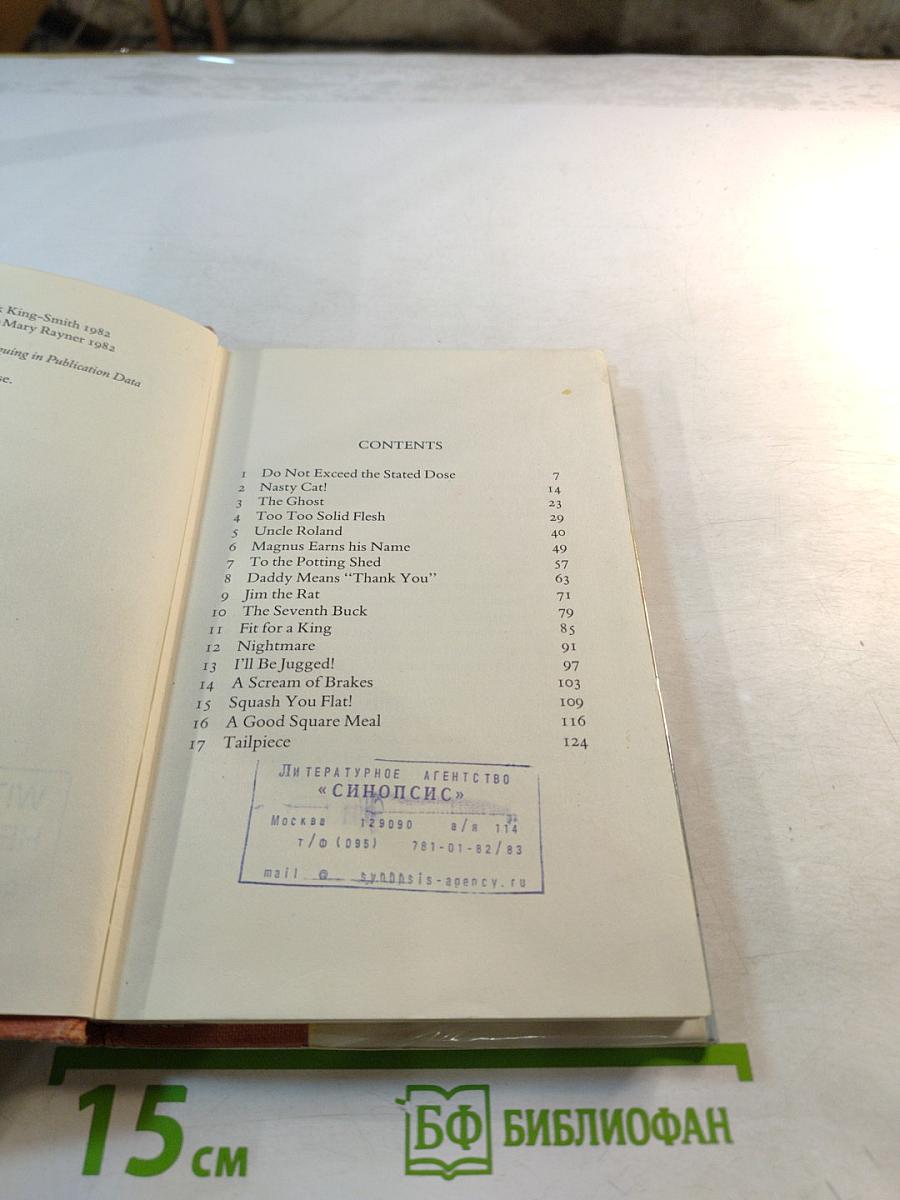 King-Smith 1982
Mary Rayner 1982
in Publication Data
CONTENTS
1 Do Not Exceed the Stated Dose 7
2 Nasty Cat! 14
3 The Ghost 23
4 Too Too Solid Flesh 29
5 Uncle Roland 40
6 Magnus Earns his Name 49
7 To the Potting Shed 57
8 Daddy Means “Thank You” 63
9 Jim the Rat 71
10 The Seventh Buck 79
11 Fit for a King 85
12 Nightmare 91
13 I'll Be Jugged! 97
14 A Scream of Brakes 103
15 Squash You Flat! 109
16 A Good Square Meal 116
17 Tailpiece 124
ЛИТЕРАТУРНОЕ АГЕНТСТВО
«СИНОПСИС»
Москва 129090 а/я 114
т/ф (095) 781-01-82/83
mail @ synopsis-agency.ru
15 см
БФ БИБЛИОФАН